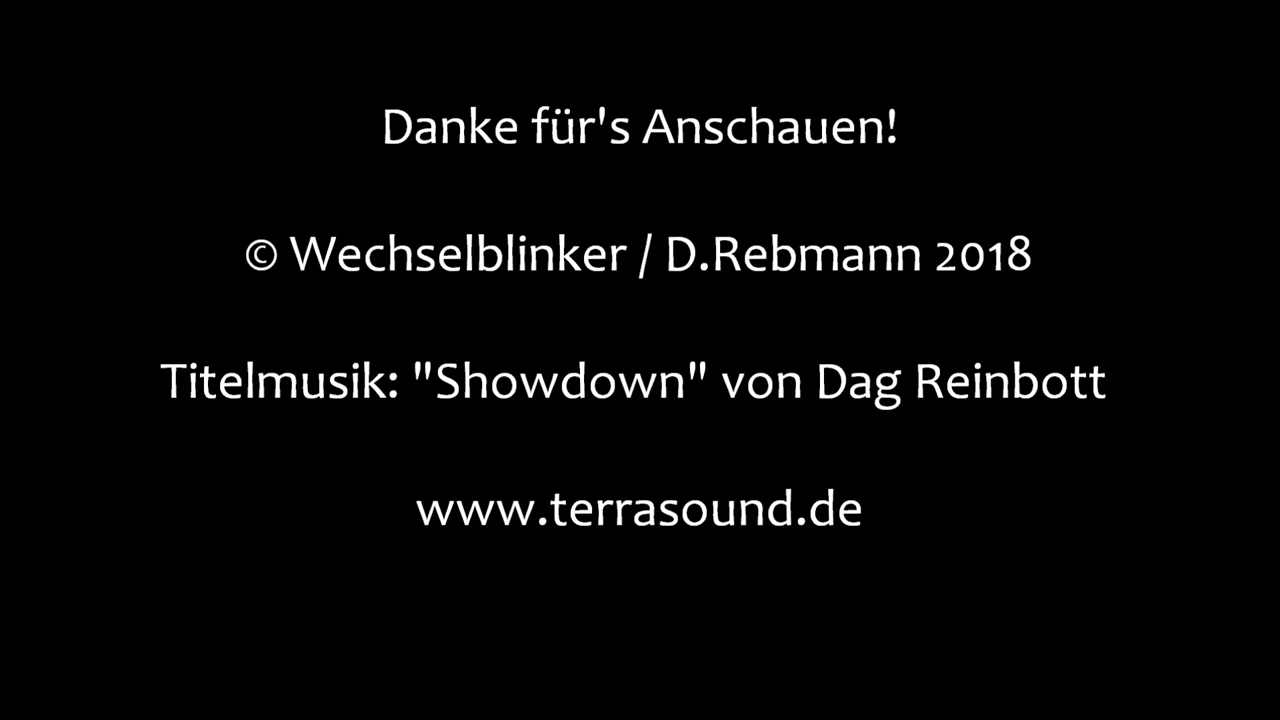 Danke für's Anschauen!
© Wechselblinker / D.Rebmann 2018
Titelmusik: "Showdown" von Dag Reinbott
www.terrasound.de